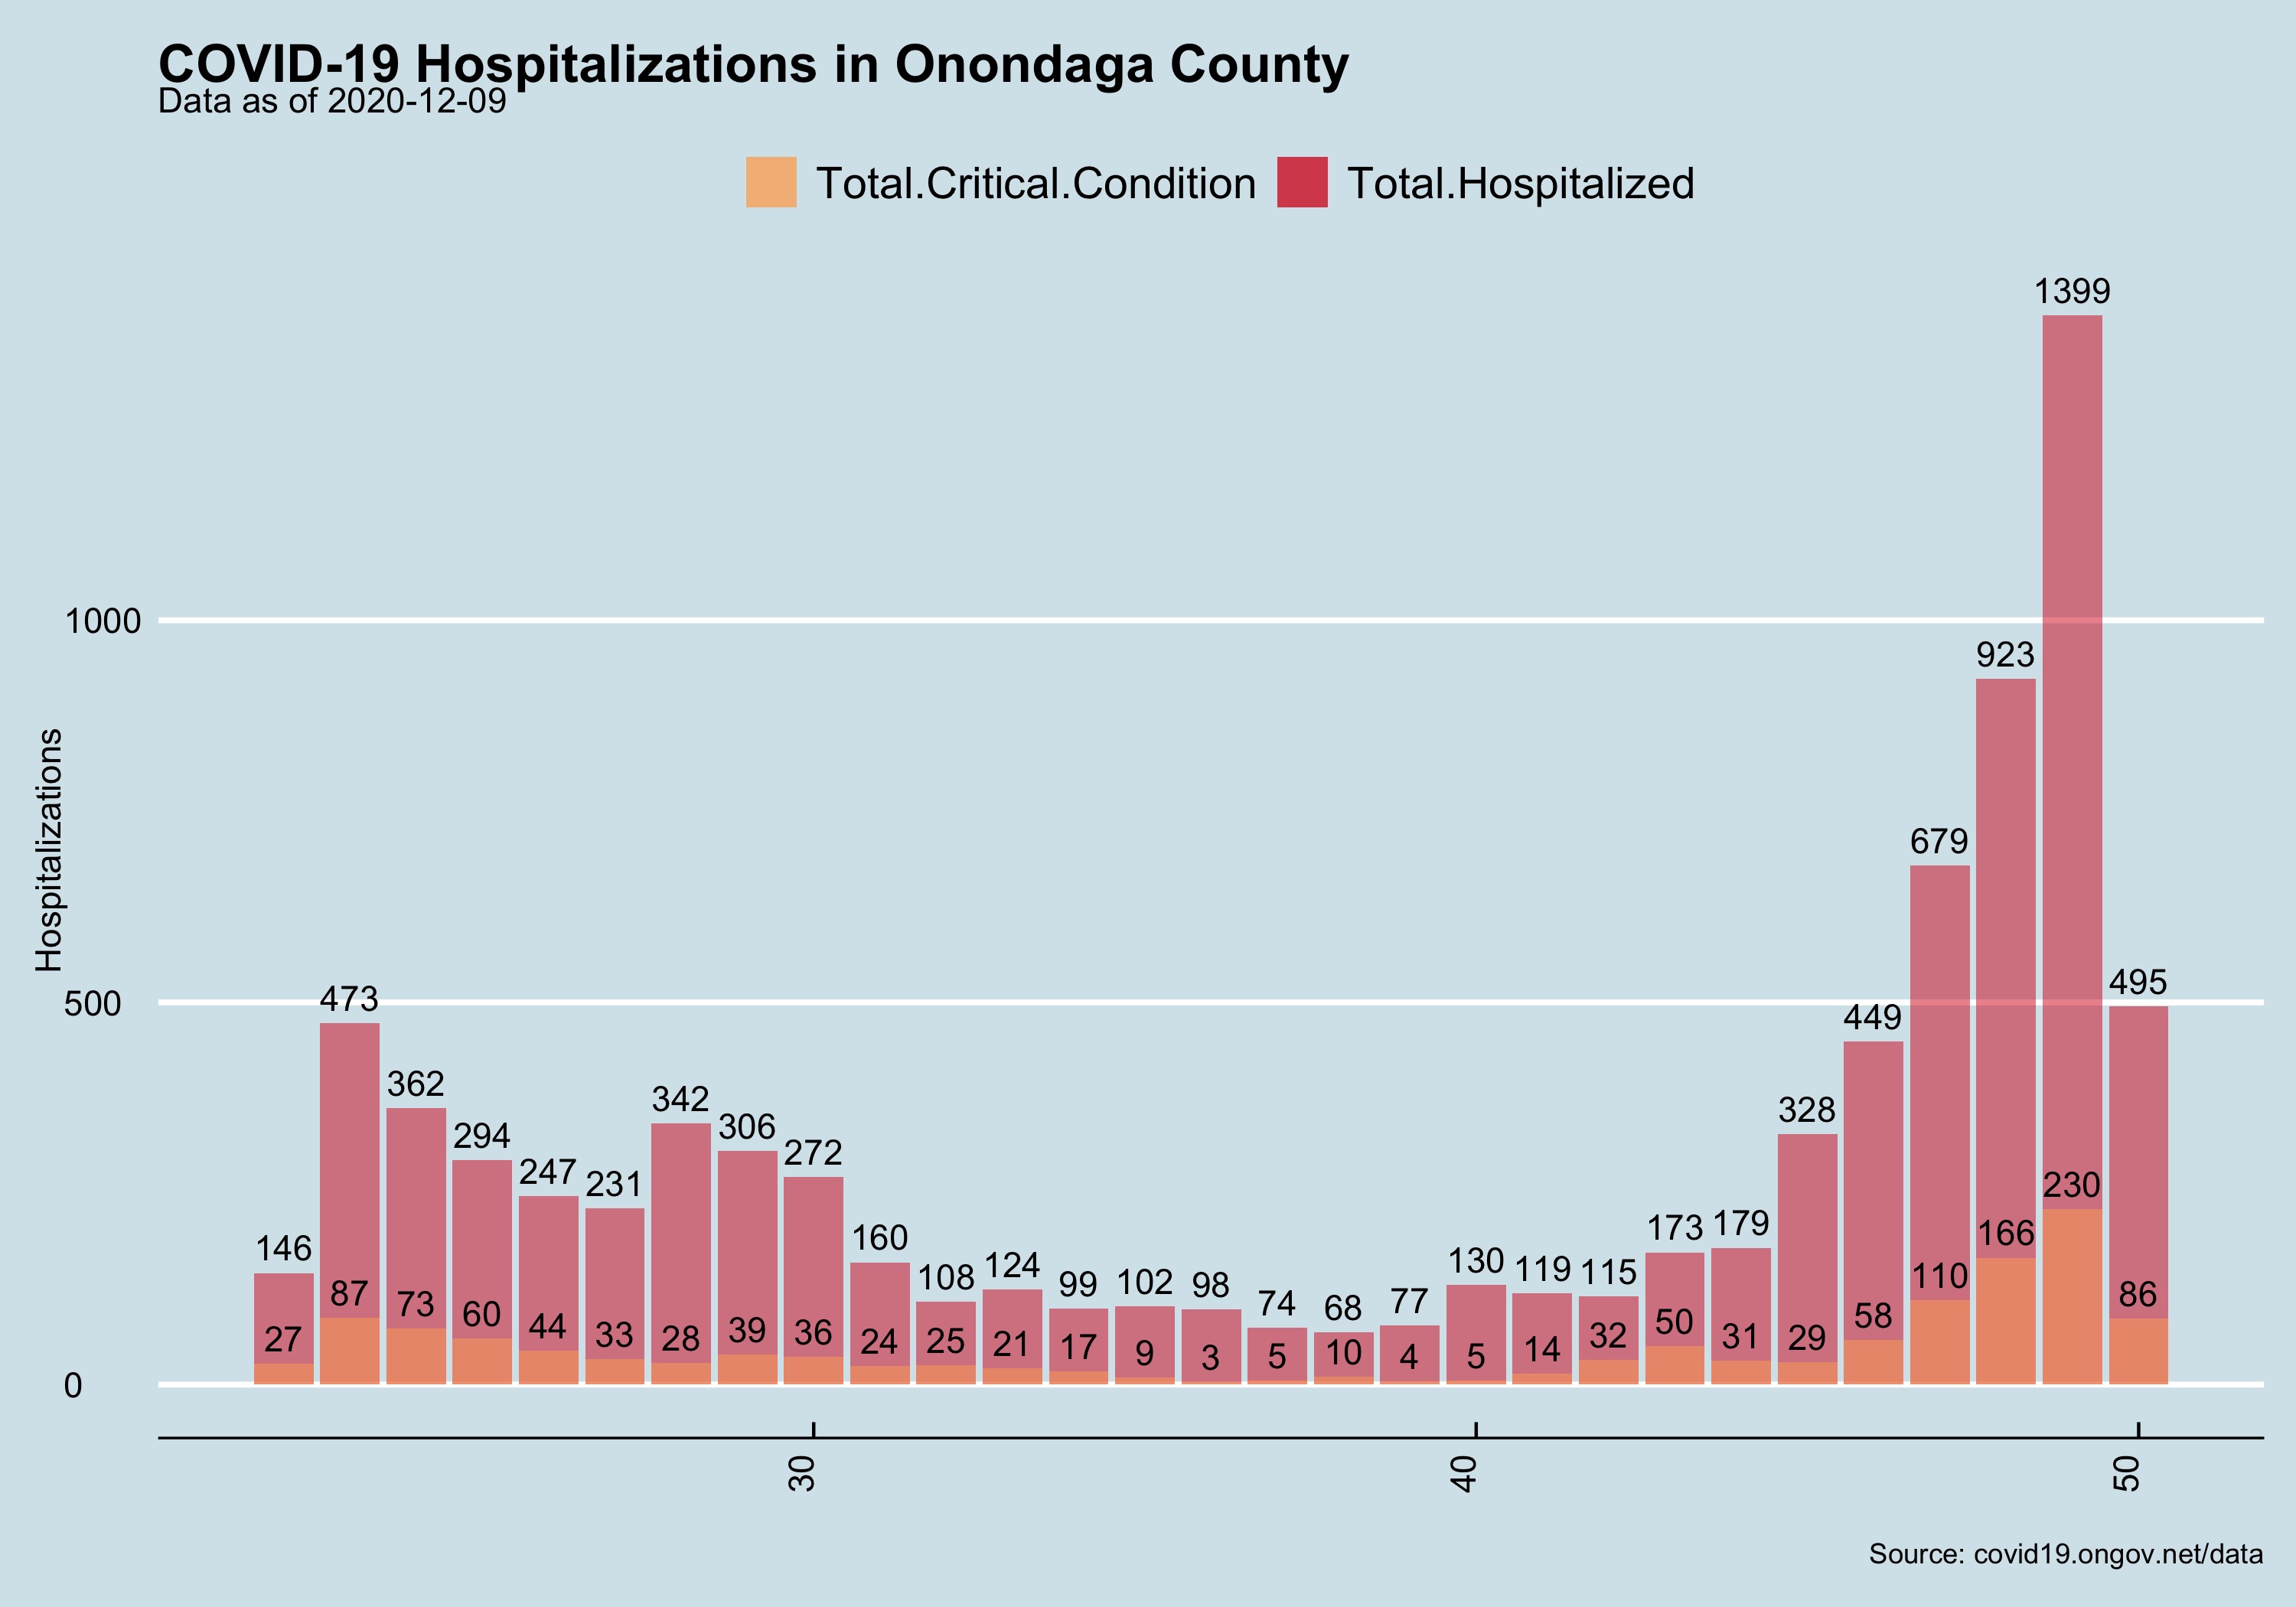 COVID-19 Hospitalizations in Onondaga County
Data as of 2020-12-09
Total.Critical.Condition Total.Hospitalized
Hospitalizations
1000
500
0
146 473 362 294 247 231 342 306 272 160 108 124 99 102 98 74 68 77 130 119 115 173 179 328 449 679 923 1399 495
27 87 73 60 44 33 28 39 36 24 25 21 17 9 3 5 10 4 5 14 32 50 31 29 58 110 166 230 86
30 40 50
Source: covid19.ongov.net/data